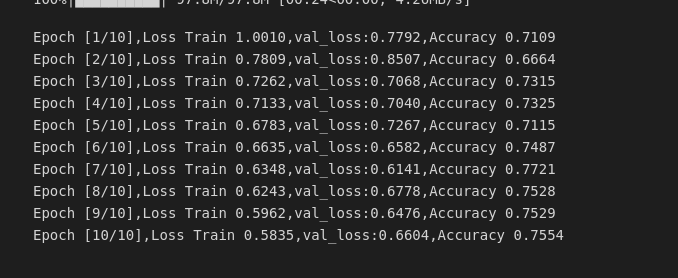 100%|██████████| 97.8M/97.8M [00:24<00:00, 4.20MB/s]
Epoch [1/10],Loss Train 1.0010,val_loss:0.7792,Accuracy 0.7109
Epoch [2/10],Loss Train 0.7809,val_loss:0.8507,Accuracy 0.6664
Epoch [3/10],Loss Train 0.7262,val_loss:0.7068,Accuracy 0.7315
Epoch [4/10],Loss Train 0.7133,val_loss:0.7040,Accuracy 0.7325
Epoch [5/10],Loss Train 0.6783,val_loss:0.7267,Accuracy 0.7115
Epoch [6/10],Loss Train 0.6635,val_loss:0.6582,Accuracy 0.7487
Epoch [7/10],Loss Train 0.6348,val_loss:0.6141,Accuracy 0.7721
Epoch [8/10],Loss Train 0.6243,val_loss:0.6778,Accuracy 0.7528
Epoch [9/10],Loss Train 0.5962,val_loss:0.6476,Accuracy 0.7529
Epoch [10/10],Loss Train 0.5835,val_loss:0.6604,Accuracy 0.7554